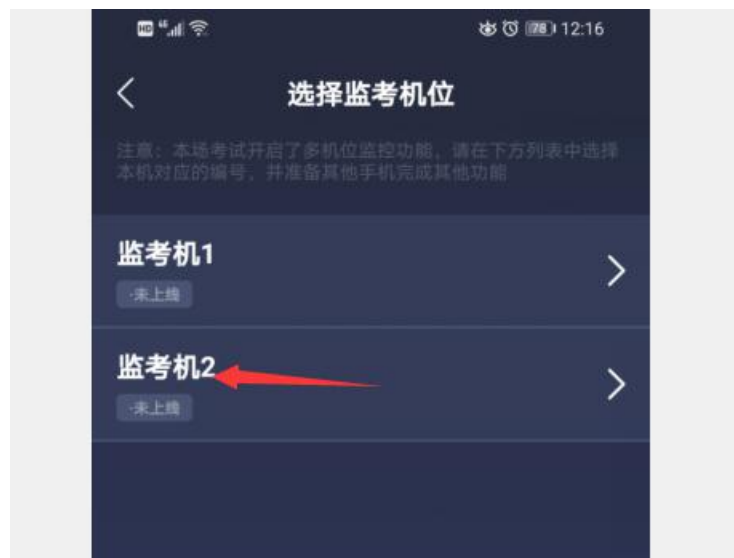 HD 46 78 12:16
选择监考机位
注意：本场考试开启了多机位监控功能，请在下方列表中选择
本机对应的编号，并准备其他手机完成其他功能
监考机1
·未上线
监考机2
·未上线